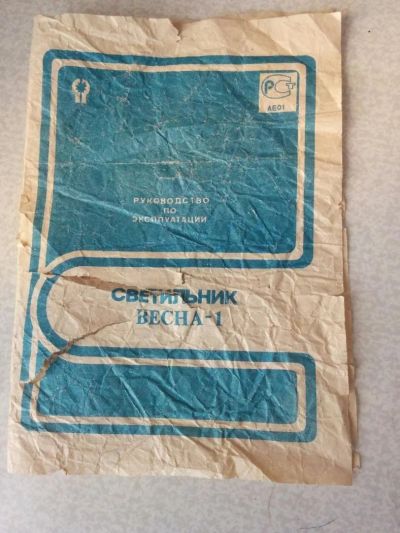 РСТ
АЕ01
РУКОВОДСТВО
ПО
ЭКСПЛУАТАЦИИ
СВЕТИЛЬНИК
ВЕСНА-1